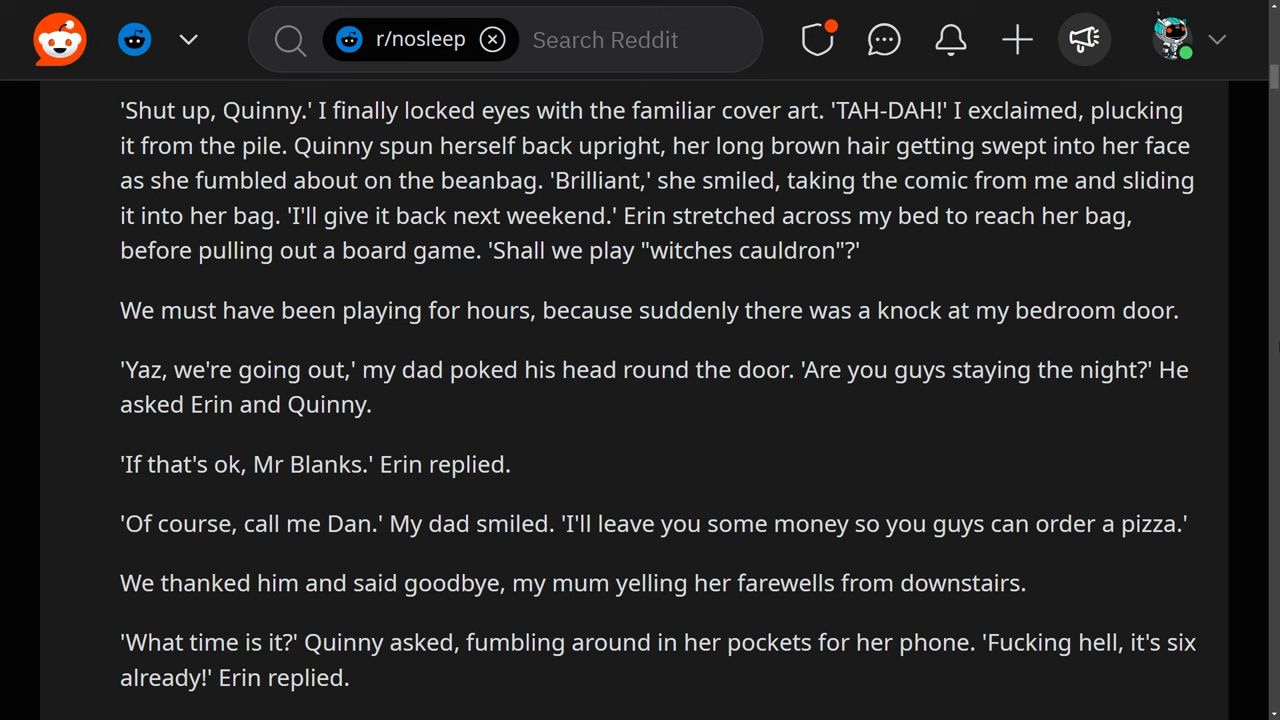 r/nosleep Search Reddit
'Shut up, Quinny.' I finally locked eyes with the familiar cover art. 'TAH-DAH!' I exclaimed, plucking
it from the pile. Quinny spun herself back upright, her long brown hair getting swept into her face
as she fumbled about on the beanbag. 'Brilliant,' she smiled, taking the comic from me and sliding
it into her bag. 'I'll give it back next weekend.' Erin stretched across my bed to reach her bag,
before pulling out a board game. 'Shall we play "witches cauldron"?'
We must have been playing for hours, because suddenly there was a knock at my bedroom door.
'Yaz, we're going out,' my dad poked his head round the door. 'Are you guys staying the night?' He
asked Erin and Quinny.
'If that's ok, Mr Blanks.' Erin replied.
'Of course, call me Dan.' My dad smiled. 'I'll leave you some money so you guys can order a pizza.'
We thanked him and said goodbye, my mum yelling her farewells from downstairs.
'What time is it?' Quinny asked, fumbling around in her pockets for her phone. 'Fucking hell, it's six
already!' Erin replied.